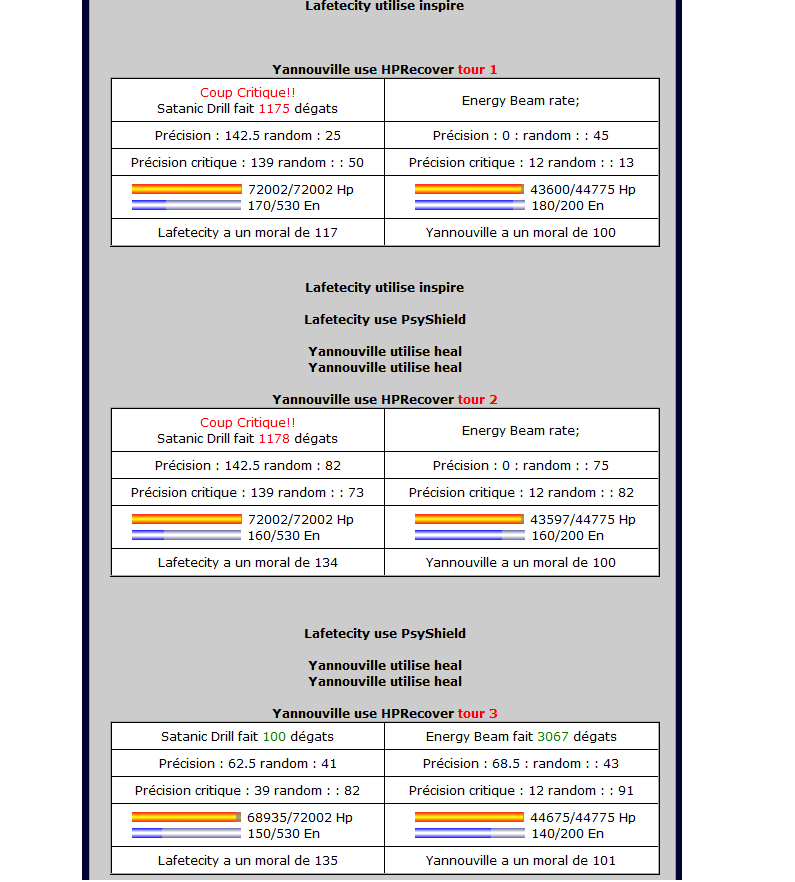 Lafetecity utilise inspire
Yannouville use HPRecover tour 1
Coup Critique!!
Satanic Drill fait 1175 dégats
Energy Beam rate;
Précision : 142.5 random : 25
Précision : 0 : random : : 45
Précision critique : 139 random : : 50
Précision critique : 12 random : : 13
72002/72002 Hp
170/530 En
43600/44775 Hp
180/200 En
Lafetecity a un moral de 117
Yannouville a un moral de 100
Lafetecity utilise inspire
Lafetecity use PsyShield
Yannouville utilise heal
Yannouville utilise heal
Yannouville use HPRecover tour 2
Coup Critique!!
Satanic Drill fait 1178 dégats
Energy Beam rate;
Précision : 142.5 random : 82
Précision : 0 : random : : 75
Précision critique : 139 random : : 73
Précision critique : 12 random : : 82
72002/72002 Hp
160/530 En
43597/44775 Hp
160/200 En
Lafetecity a un moral de 134
Yannouville a un moral de 100
Lafetecity use PsyShield
Yannouville utilise heal
Yannouville utilise heal
Yannouville use HPRecover tour 3
Satanic Drill fait 100 dégats
Energy Beam fait 3067 dégats
Précision : 62.5 random : 41
Précision : 68.5 : random : : 43
Précision critique : 39 random : : 82
Précision critique : 12 random : : 91
68935/72002 Hp
150/530 En
44675/44775 Hp
140/200 En
Lafetecity a un moral de 135
Yannouville a un moral de 101